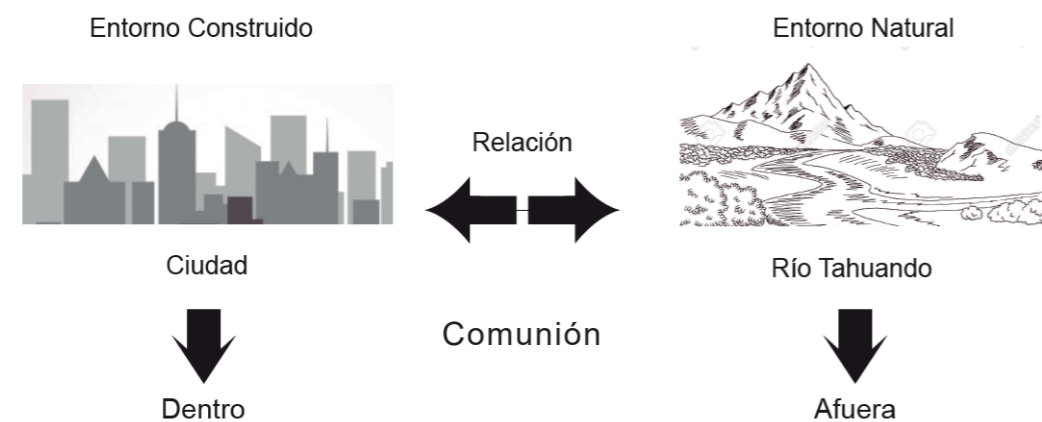 Entorno Construido
Entorno Natural
Relación
Ciudad
Río Tahuando
Comunión
Dentro
Afuera